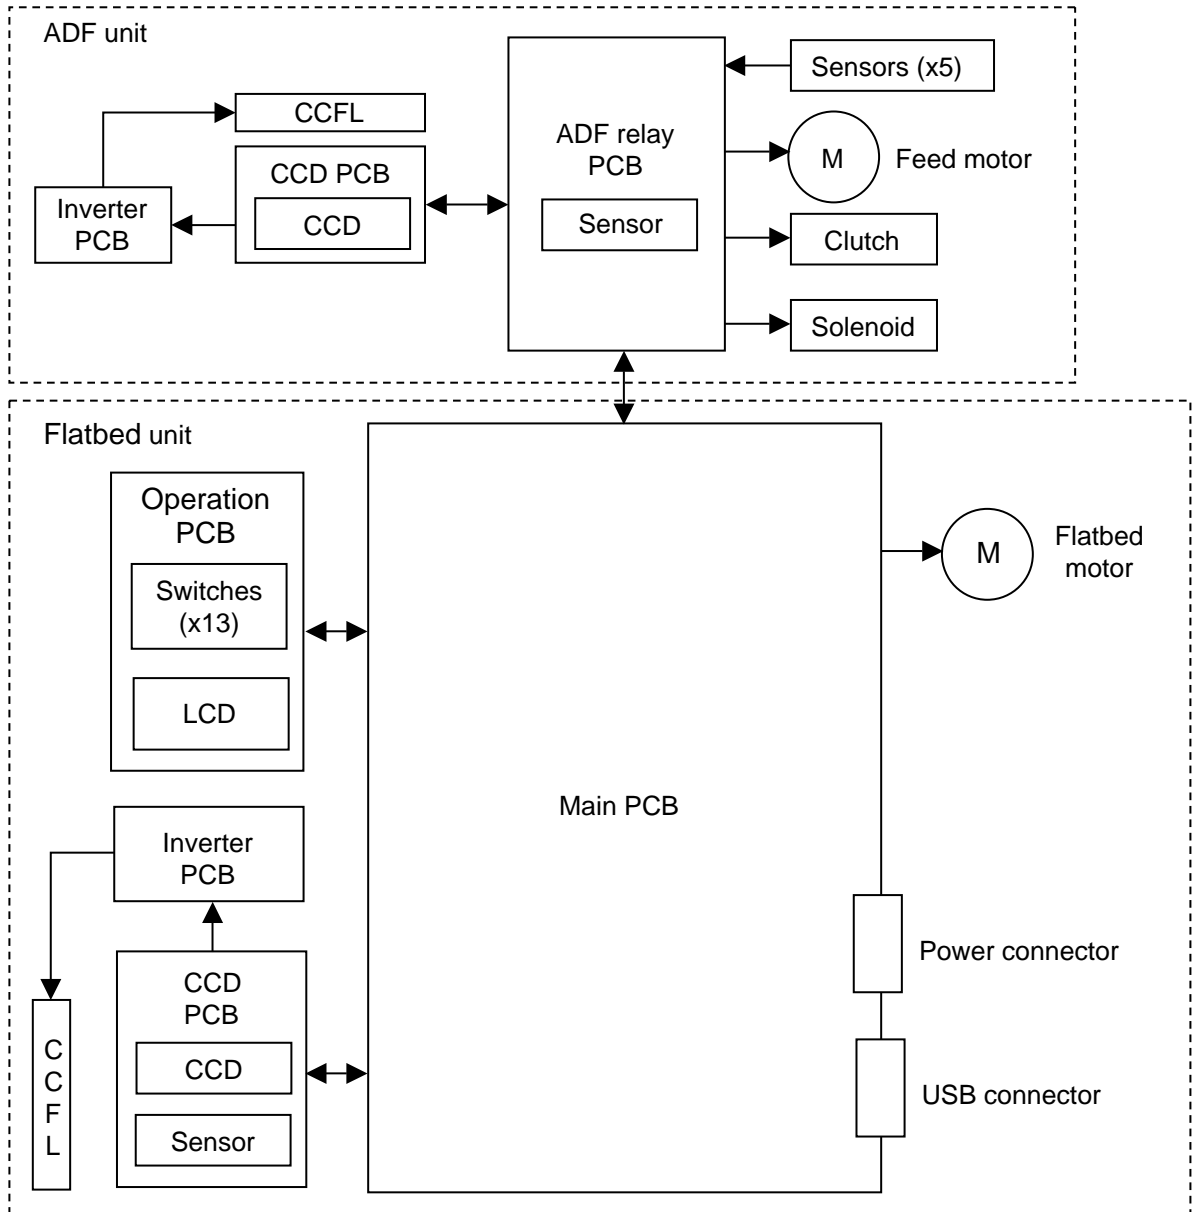 ADF unit
Sensors (x5)
CCFL
ADF relay
PCB
M
Feed motor
CCD PCB
Inverter
PCB
CCD
Sensor
Clutch
Solenoid
Flatbed unit
Operation
PCB
Switches
(x13)
LCD
M
Flatbed
motor
Main PCB
Inverter
PCB
Power connector
CCD
PCB
CCD
Sensor
C
C
F
L
USB connector